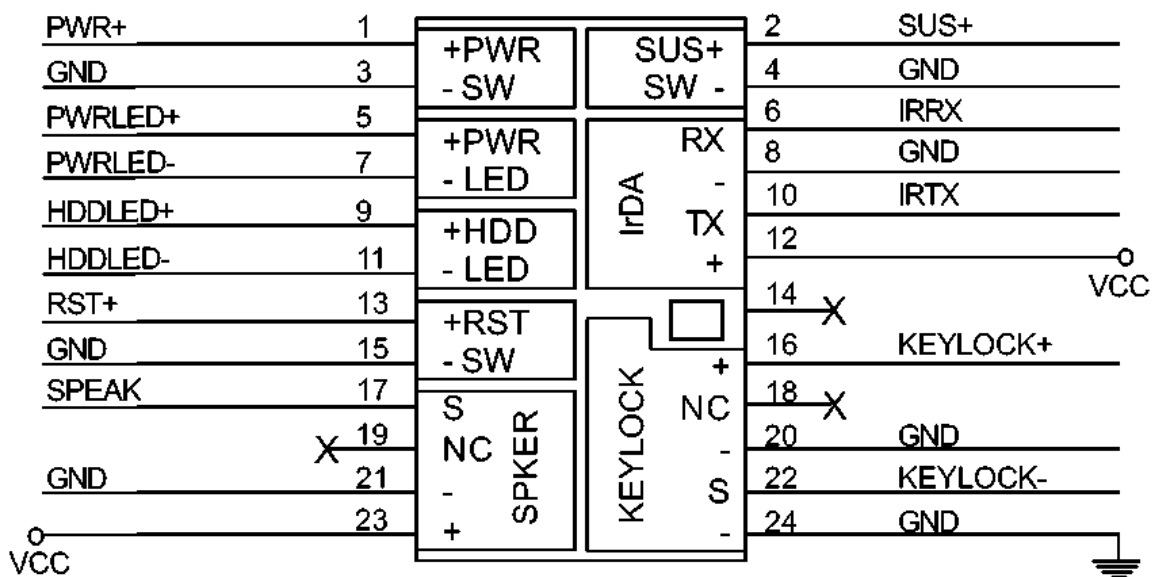 PWR+ 1 +PWR SUS+ 2 SUS+
GND 3 - SW SW - 4 GND
PWRLED+ 5 +PWR RX 6 IRRX
PWRLED- 7 - LED - 8 GND
HDDLED+ 9 +HDD TX 10 IRTX
HDDLED- 11 - LED + 12 VCC
IrDA
RST+ 13 +RST 14 X
GND 15 - SW + 16 KEYLOCK+
SPEAK 17 S NC 18 X
X 19 NC - 20 GND
GND 21 - S 22 KEYLOCK-
VCC 23 + - 24 GND
SPKER
KEYLOCK